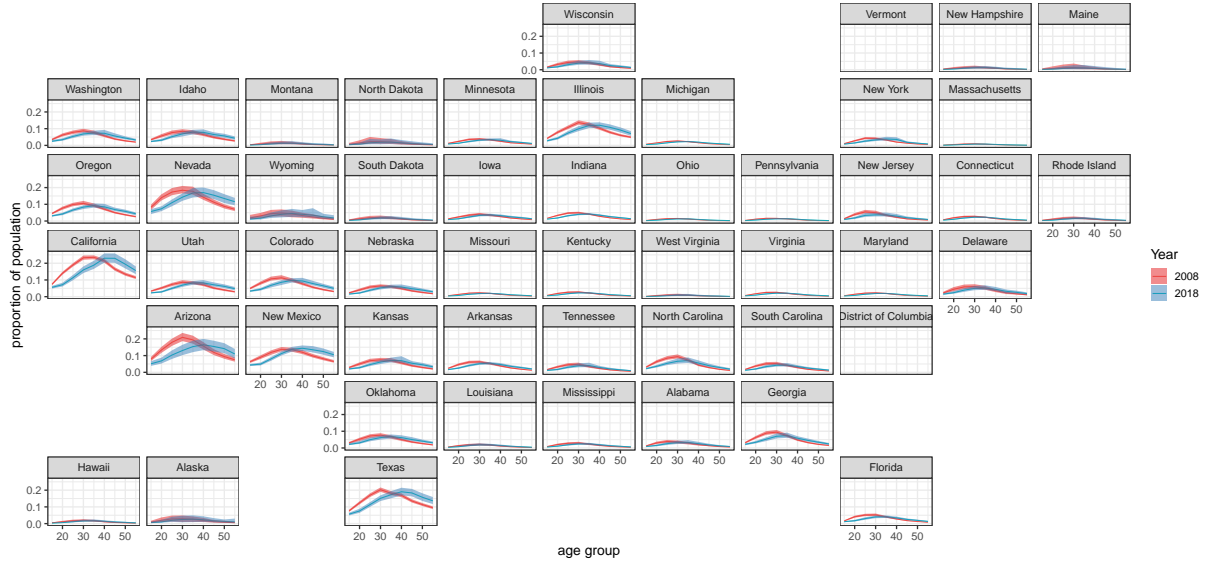 Wisconsin Vermont New Hampshire Maine
0.2
0.1
0.0
Washington Idaho Montana North Dakota Minnesota Illinois Michigan New York Massachusetts
0.2
0.1
0.0
Oregon Nevada Wyoming South Dakota Iowa Indiana Ohio Pennsylvania New Jersey Connecticut Rhode Island
0.2
0.1
0.0
20 30 40 50
California Utah Colorado Nebraska Missouri Kentucky West Virginia Virginia Maryland Delaware
0.2
0.1
0.0
20 30 40 50
Arizona New Mexico Kansas Arkansas Tennessee North Carolina South Carolina District of Columbia
0.2
0.1
0.0
20 30 40 50
Oklahoma Louisiana Mississippi Alabama Georgia
0.2
0.1
0.0
20 30 40 50 20 30 40 50 20 30 40 50 20 30 40 50
Hawaii Alaska Texas Florida
0.2
0.1
0.0
20 30 40 50 20 30 40 50 20 30 40 50 20 30 40 50
age group
proportion of population
Year
2008
2018